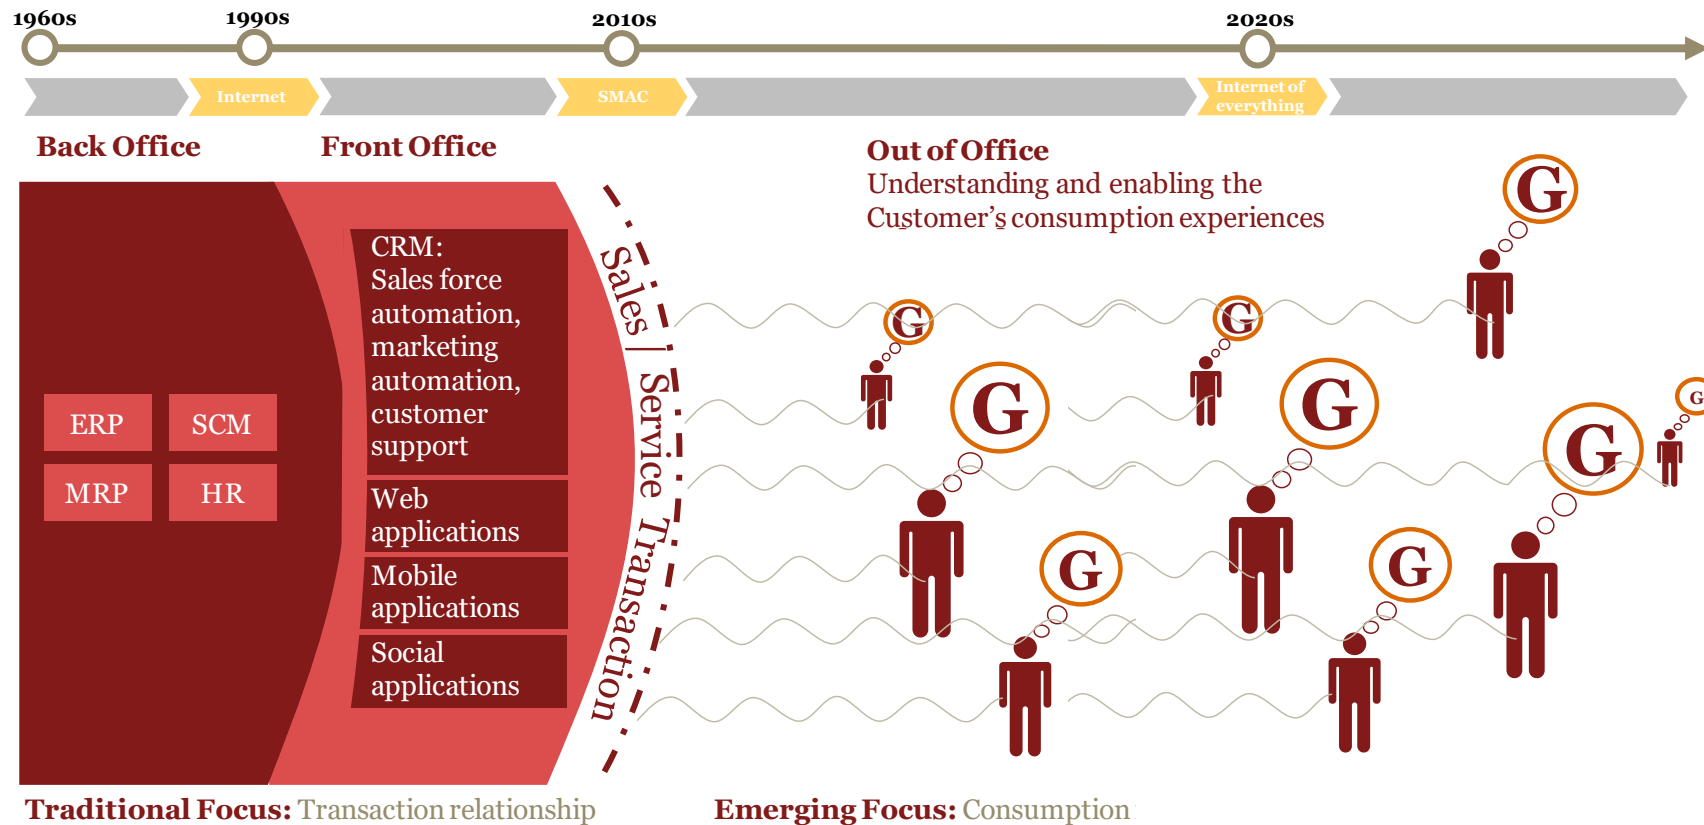 1960s
1990s
2010s
2020s
Internet
SMAC
Internet of
everything
Back Office
Front Office
Out of Office
Understanding and enabling the
Customer's consumption experiences
CRM:
Sales force
automation,
marketing
automation,
customer
support
Web
applications
Mobile
applications
Social
applications
ERP
SCM
MRP
HR
Sales | Service Transaction
G
G
G
G
G
G
G
G
G
Traditional Focus: Transaction relationship
Emerging Focus: Consumption